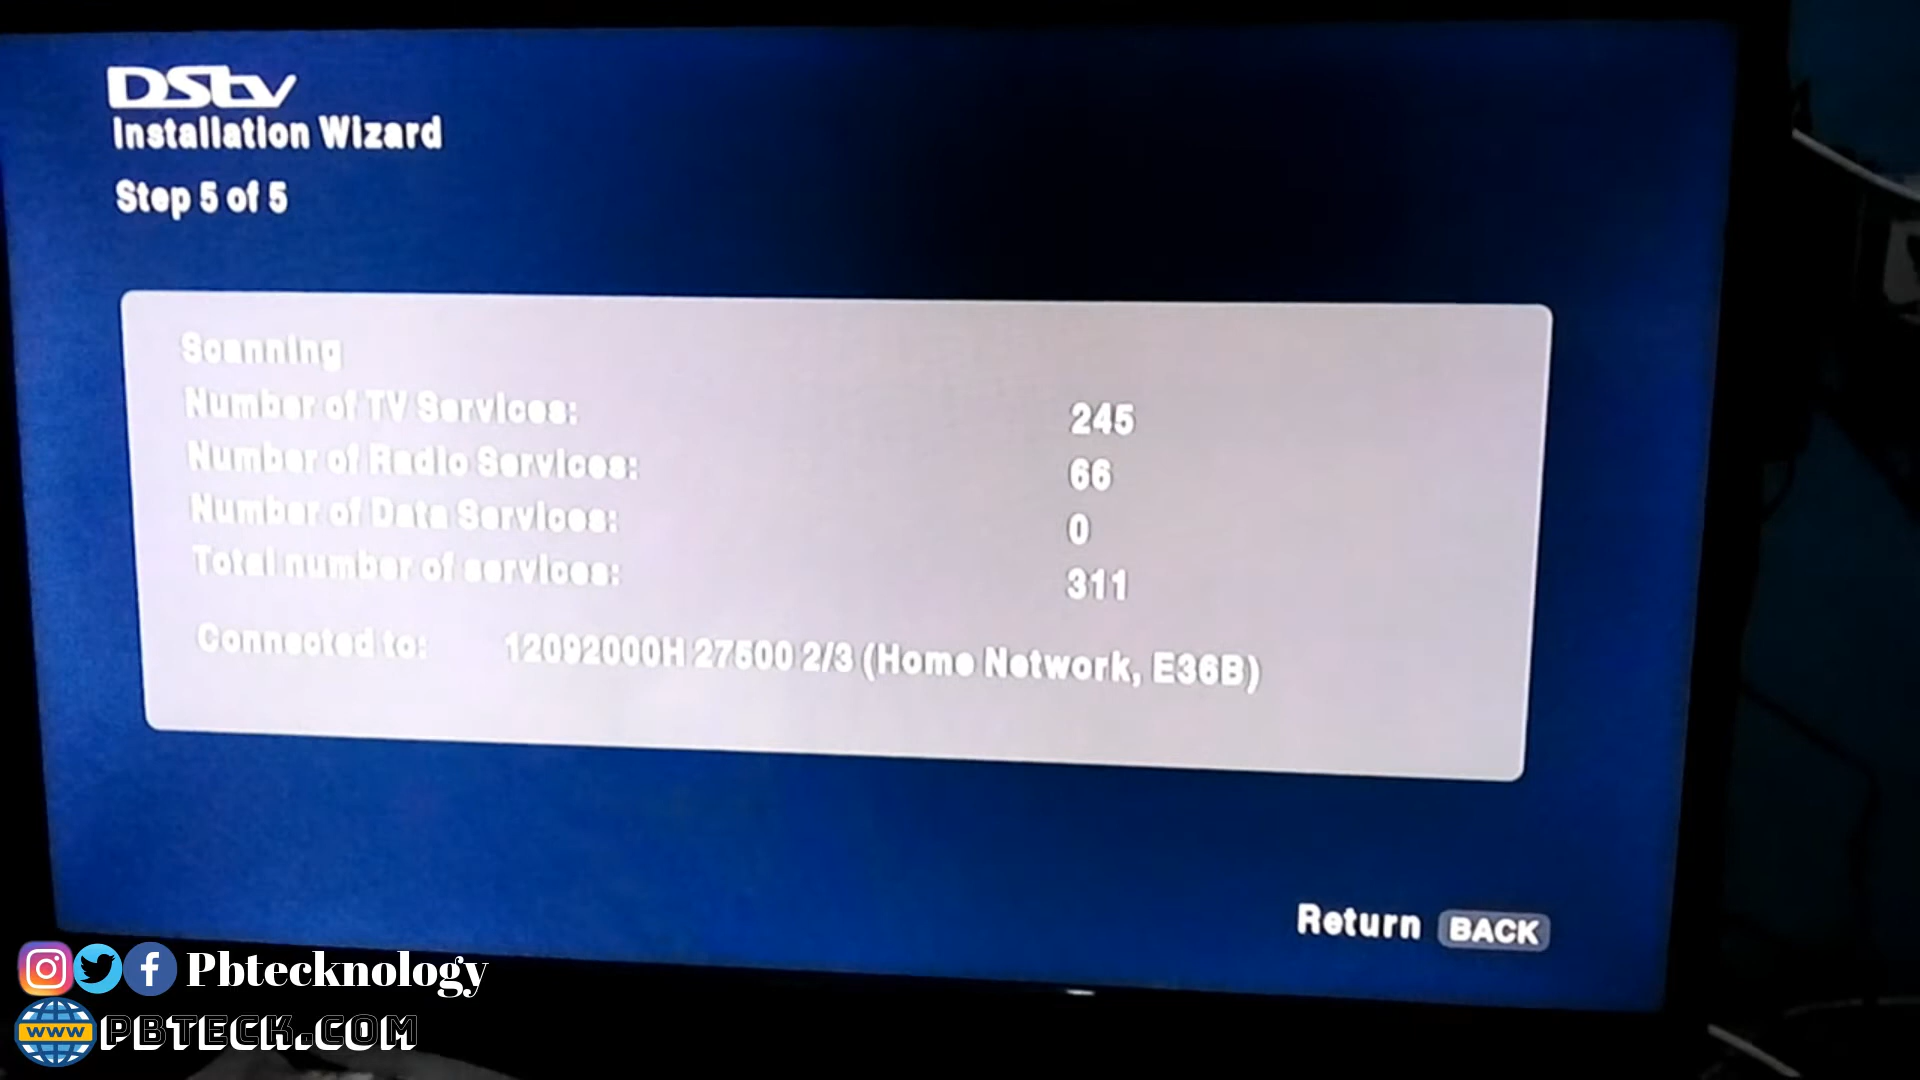 DStv
Installation Wizard
Step 5 of 5
Scanning
Number of TV Services: 245
Number of Radio Services: 66
Number of Data Services: 0
Total number of services: 311
Connected to: 12092000H 27500 2/3 (Home Network, E36B)
Return BACK
Pbtecknology
www PBTECK.COM